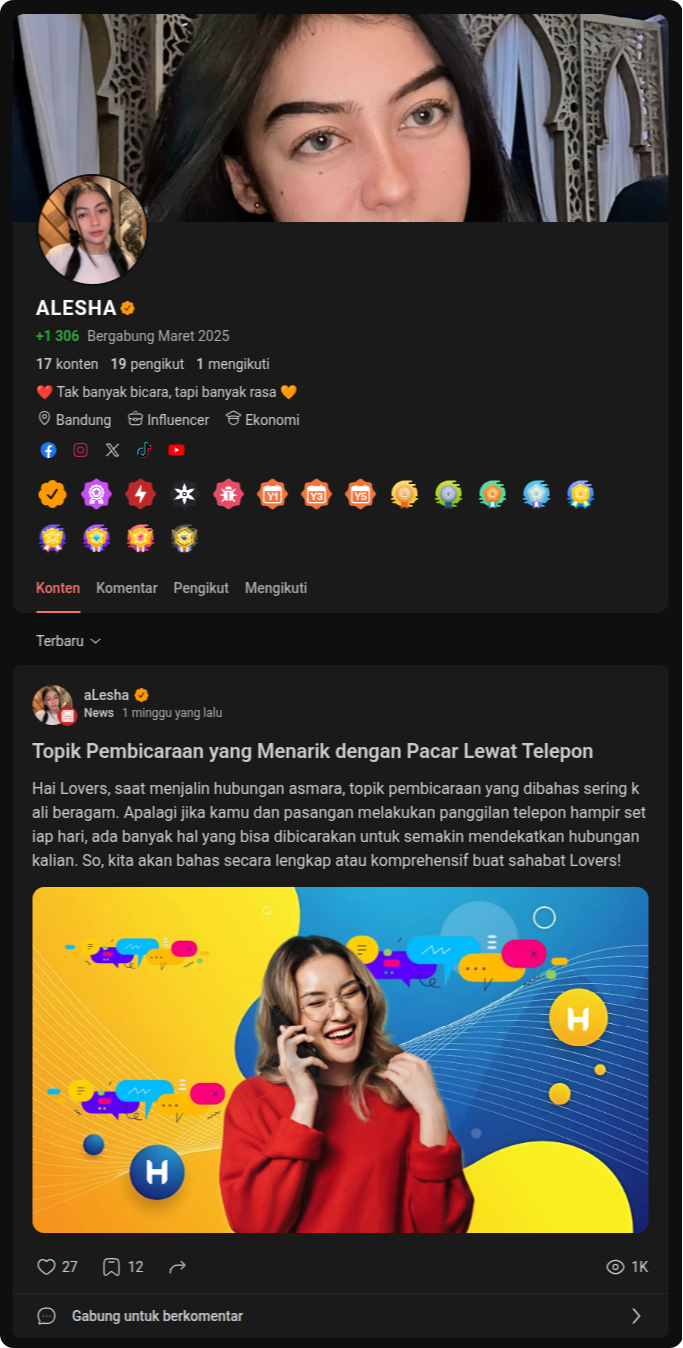 ALESHA
+1 306 Bergabung Maret 2025
17 konten 19 pengikut 1 mengikuti
❤️ Tak banyak bicara, tapi banyak rasa 🧡
Bandung Influencer Ekonomi
Y1 Y3 Y5
Konten Komentar Pengikut Mengikuti
Terbaru
aLesha
News 1 minggu yang lalu
Topik Pembicaraan yang Menarik dengan Pacar Lewat Telepon
Hai Lovers, saat menjalin hubungan asmara, topik pembicaraan yang dibahas sering k
ali beragam. Apalagi jika kamu dan pasangan melakukan panggilan telepon hampir set
iap hari, ada banyak hal yang bisa dibicarakan untuk semakin mendekatkan hubungan
kalian. So, kita akan bahas secara lengkap atau komprehensif buat sahabat Lovers!
H
H
27 12 1K
Gabung untuk berkomentar